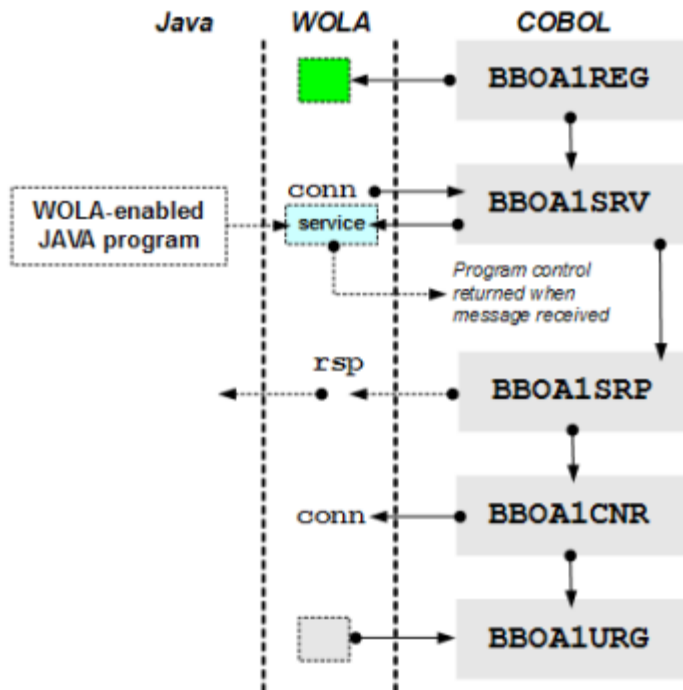 Java WOLA COBOL
BBOA1REG
conn
BBOA1SRV
service
WOLA-enabled
JAVA program
Program control
returned when
message received
rsp
BBOA1SRP
conn
BBOA1CNR
BBOA1URG